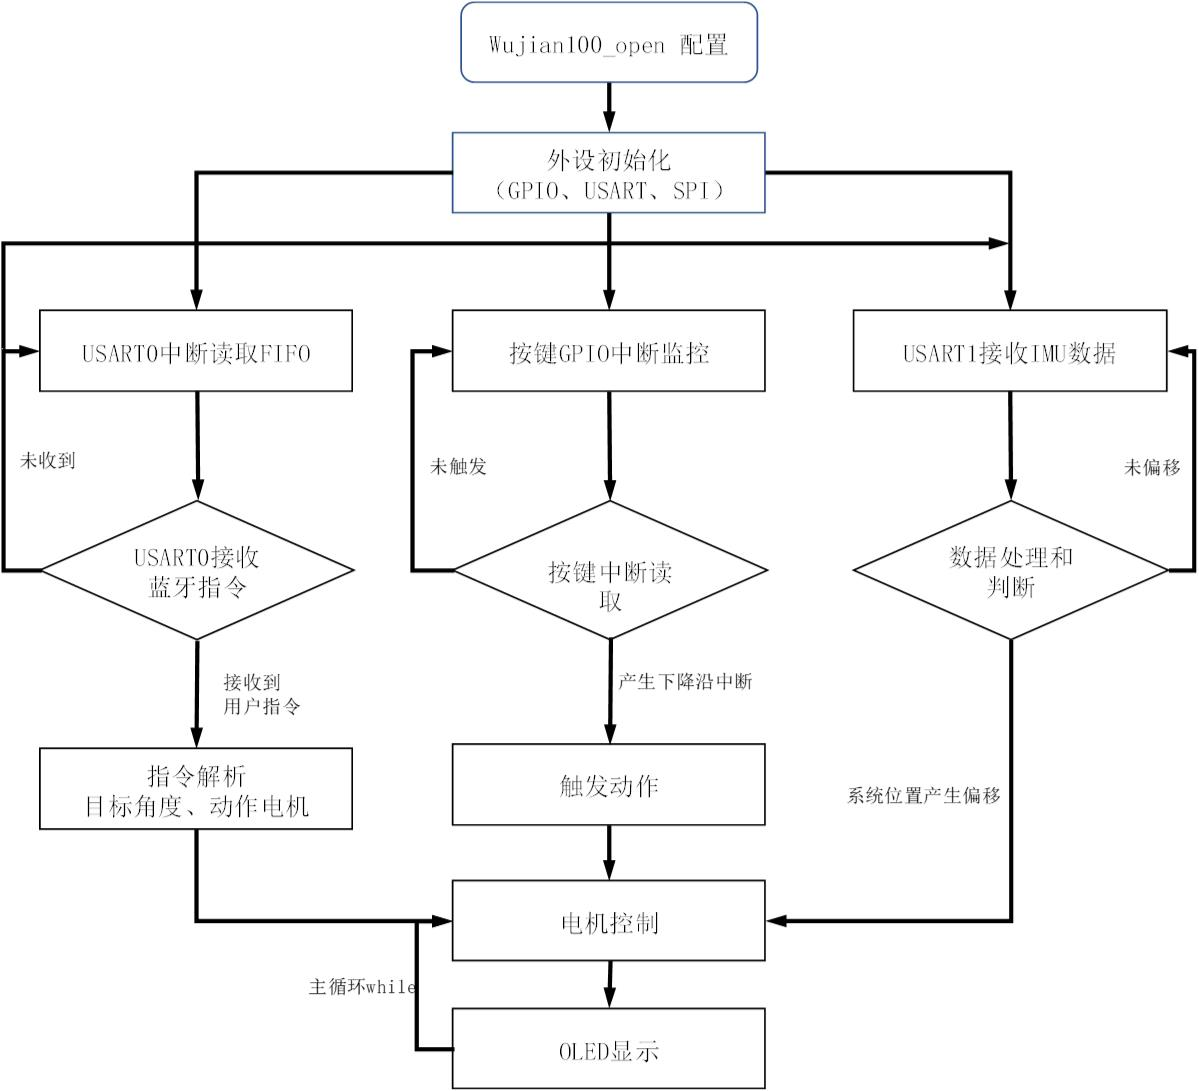 Wujian100_open 配置
外设初始化
（GPIO、USART、SPI）
USART0中断读取FIFO
按键GPIO中断监控
USART1接收IMU数据
未收到
未触发
未偏移
USART0接收
蓝牙指令
按键中断读
取
数据处理和
判断
接收到
用户指令
产生下降沿中断
指令解析
目标角度、动作电机
触发动作
系统位置产生偏移
电机控制
主循环while
OLED显示